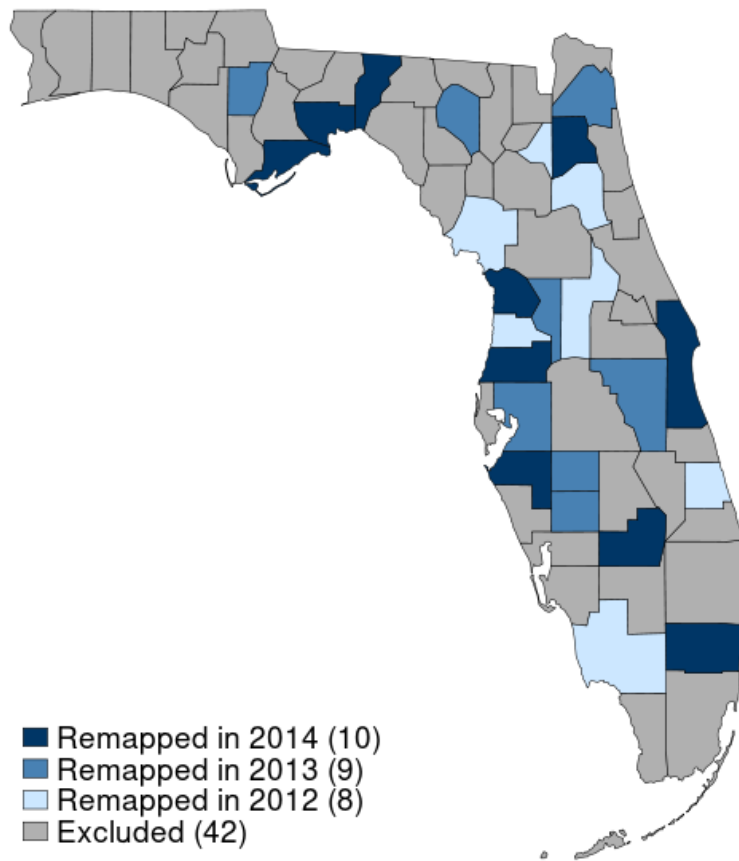 Remapped in 2014 (10)
Remapped in 2013 (9)
Remapped in 2012 (8)
Excluded (42)